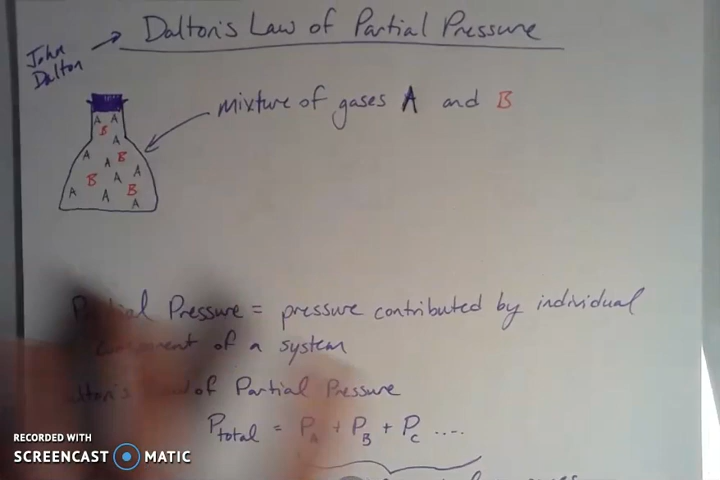 Dalton's Law of Partial Pressure
John
Dalton
mixture of gases A and B
A A
B
A
A A B A
B A
A A B
A
Pressure = pressure contributed by individual
of a system
of Partial Pressure
Ptotal = PA + PB + PC ....
RECORDED WITH
SCREENCAST MATIC